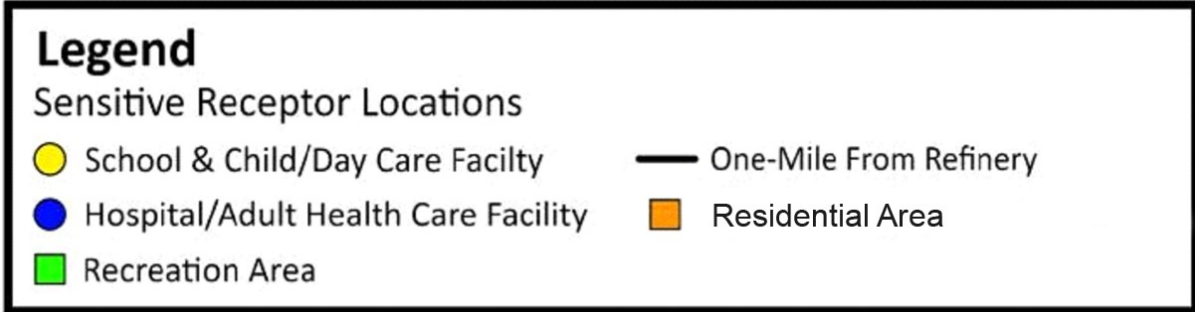 Legend
Sensitive Receptor Locations
School & Child/Day Care Facilty
One-Mile From Refinery
Hospital/Adult Health Care Facility
Residential Area
Recreation Area